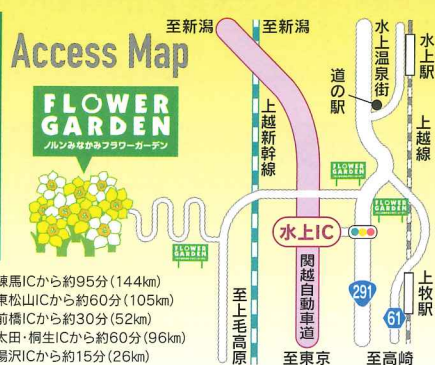 Access Map
FLOWER
GARDEN
ノルンみなかみフラワーガーデン
至新潟
至新潟
上越新幹線
水上温泉街
道の駅
水上駅
上越線
FLOWER
GARDEN
FLOWER
GARDEN
FLOWER
GARDEN
水上IC
関越自動車道
291
61
上牧駅
至上毛高原
至東京
至高崎
練馬ICから約95分(144km)
東松山ICから約60分(105km)
前橋ICから約30分(52km)
太田・桐生ICから約60分(96km)
湯沢ICから約15分(26km)